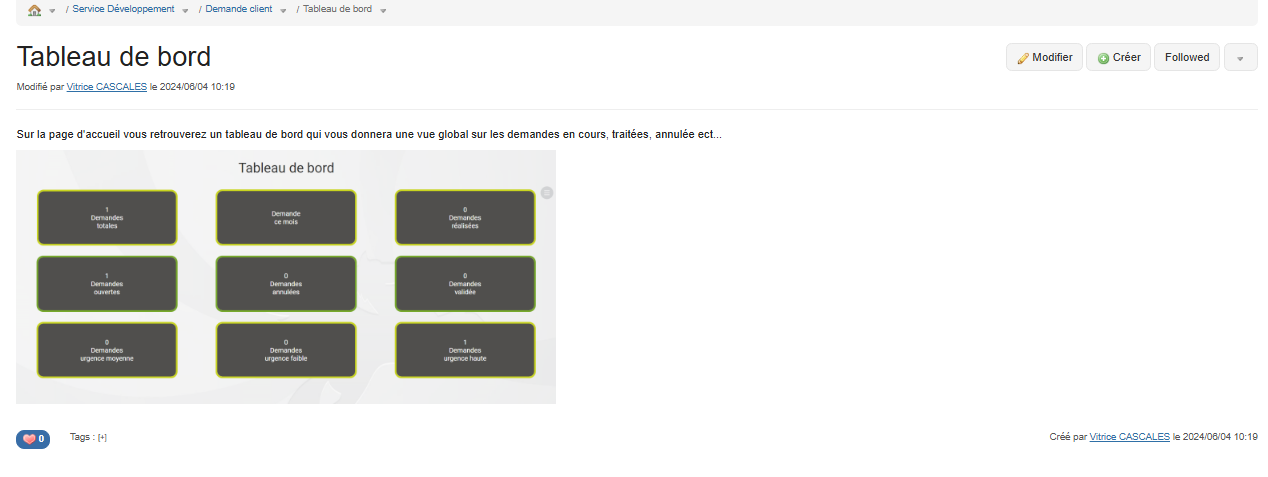 / Service Développement / Demande client / Tableau de bord
Tableau de bord
Modifier
Créer
Followed
Modifié par Vitrice CASCALES le 2024/06/04 10:19
Sur la page d'accueil vous retrouverez un tableau de bord qui vous donnera une vue global sur les demandes en cours, traitées, annulée ect...
Tableau de bord
1
Demandes
totales
Demande
ce mois
0
Demandes
réalisées
1
Demandes
ouvertes
0
Demandes
annulées
0
Demandes
validée
0
Demandes
urgence moyenne
0
Demandes
urgence faible
1
Demandes
urgence haute
0
Tags : [+]
Créé par Vitrice CASCALES le 2024/06/04 10:19